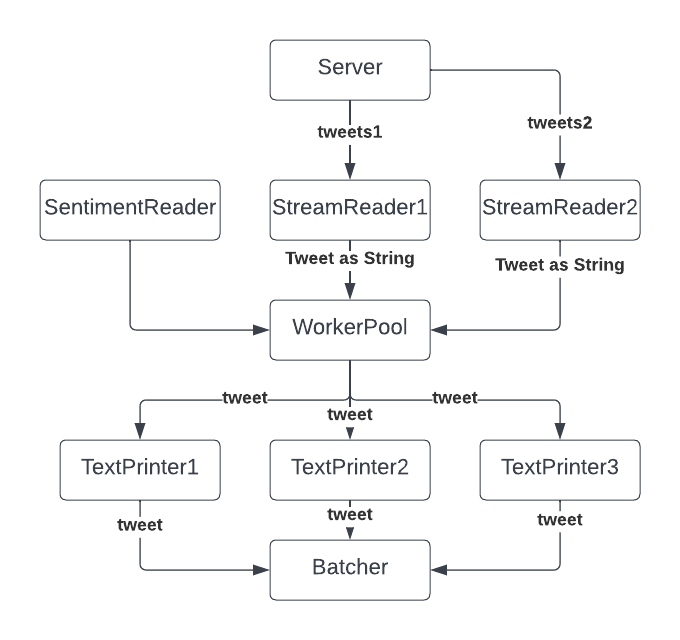 Server
tweets1
tweets2
SentimentReader
StreamReader1
StreamReader2
Tweet as String
Tweet as String
WorkerPool
tweet
tweet
tweet
TextPrinter1
TextPrinter2
TextPrinter3
tweet
tweet
tweet
Batcher